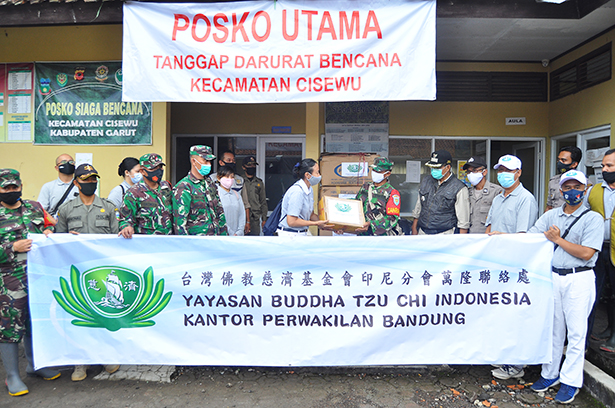 POSKO UTAMA
TANGGAP DARURAT BENCANA
KECAMATAN CISEWU
POSKO SIAGA BENCANA
KECAMATAN CISEWU
KABUPATEN GARUT
AULA
慈濟
台灣佛教慈濟基金會印尼分會萬隆聯絡處
YAYASAN BUDDHA TZU CHI INDONESIA
KANTOR PERWAKILAN BANDUNG